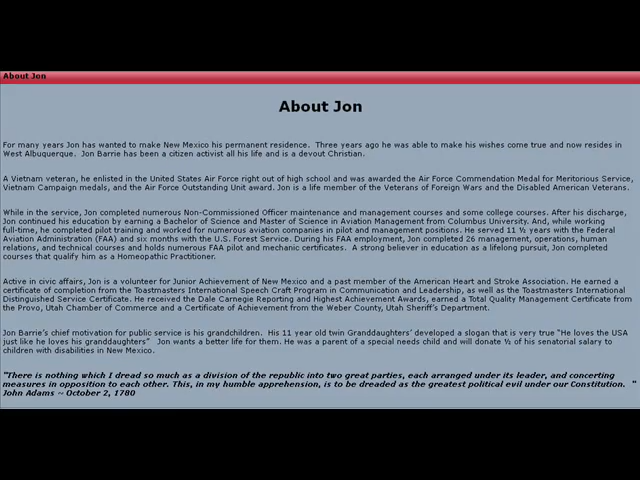 About Jon
About Jon
For many years Jon has wanted to make New Mexico his permanent residence.  Three years ago he was able to make his wishes come true and now resides in
West Albuquerque.  Jon Barrie has been a citizen activist all his life and is a devout Christian.
A Vietnam veteran, he enlisted in the United States Air Force right out of high school and was awarded the Air Force Commendation Medal for Meritorious Service,
Vietnam Campaign medals, and the Air Force Outstanding Unit award. Jon is a life member of the Veterans of Foreign Wars and the Disabled American Veterans.
While in the service, Jon completed numerous Non-Commissioned Officer maintenance and management courses and some college courses. After his discharge,
Jon continued his education by earning a Bachelor of Science and Master of Science in Aviation Management from Columbus University. And, while working
full-time, he completed pilot training and worked for numerous aviation companies in pilot and management positions. He served 11 ½ years with the Federal
Aviation Administration (FAA) and six months with the U.S. Forest Service. During his FAA employment, Jon completed 26 management, operations, human
relations, and technical courses and holds numerous FAA pilot and mechanic certificates.  A strong believer in education as a lifelong pursuit, Jon completed
courses that qualify him as a Homeopathic Practitioner.
Active in civic affairs, Jon is a volunteer for Junior Achievement of New Mexico and a past member of the American Heart and Stroke Association. He earned a
certificate of completion from the Toastmasters International Speech Craft Program in Communication and Leadership, as well as the Toastmasters International
Distinguished Service Certificate. He received the Dale Carnegie Reporting and Highest Achievement Awards, earned a Total Quality Management Certificate from
the Provo, Utah Chamber of Commerce and a Certificate of Achievement from the Weber County, Utah Sheriff's Department.
Jon Barrie's chief motivation for public service is his grandchildren.  His 11 year old twin Granddaughters' developed a slogan that is very true "He loves the USA
just like he loves his granddaughters"  Jon wants a better life for them. He was a parent of a special needs child and will donate ½ of his senatorial salary to
children with disabilities in New Mexico.
"There is nothing which I dread so much as a division of the republic into two great parties, each arranged under its leader, and concerting
measures in opposition to each other. This, in my humble apprehension, is to be dreaded as the greatest political evil under our Constitution.  "
John Adams ~ October 2, 1780